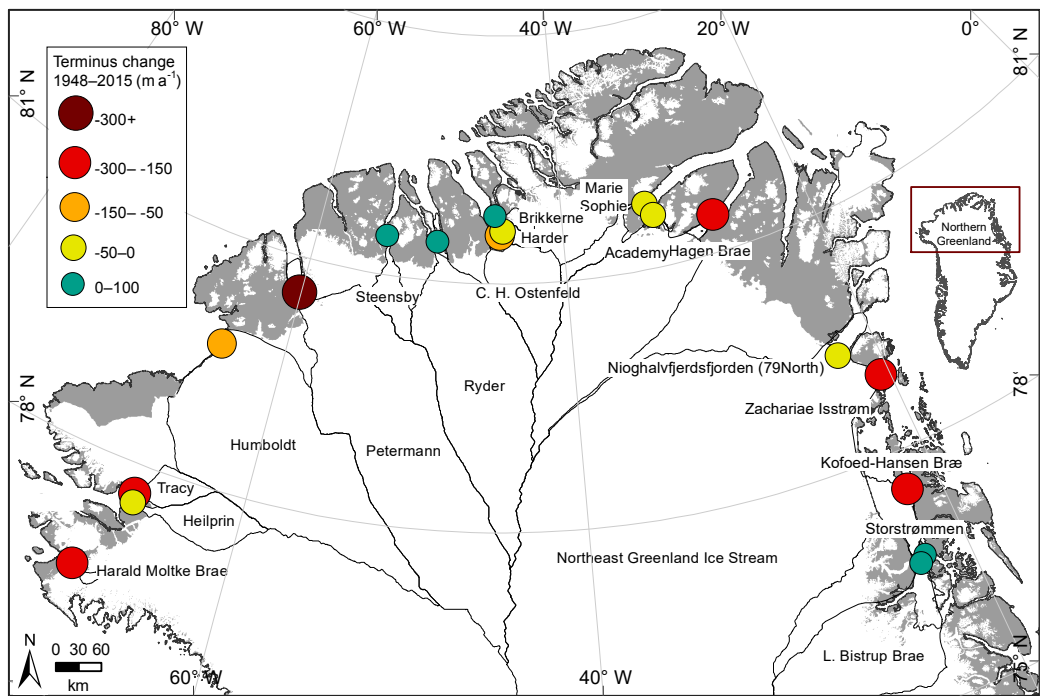 80° W
60° W
40° W
20° W
0°
81° N
81° N
Terminus change
1948–2015 (m a-1)
-300+
-300– -150
-150– -50
-50–0
0–100
Northern
Greenland
Marie
Sophie
Brikkerne
Harder
Academy
Hagen Brae
Steensby
C. H. Ostenfeld
Nioghalvfjerdsfjorden (79North)
Ryder
78° N
78°
Zachariae Isstrøm
Humboldt
Petermann
Kofoed-Hansen Bræ
Tracy
Heilprin
Storstrømmen
Northeast Greenland Ice Stream
Harald Moltke Brae
L. Bistrup Brae
N
0 30 60
km
60° W
40° W
75° N